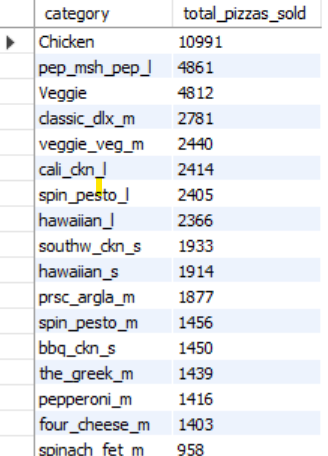 category total_pizzas_sold
Chicken 10991
pep_msh_pep_l 4861
Veggie 4812
classic_dlx_m 2781
veggie_veg_m 2440
cali_ckn_l 2414
spin_pesto_l 2405
hawaiian_l 2366
southw_ckn_s 1933
hawaiian_s 1914
prsc_argla_m 1877
spin_pesto_m 1456
bbq_ckn_s 1450
the_greek_m 1439
pepperoni_m 1416
four_cheese_m 1403
spinach_fet_m 958